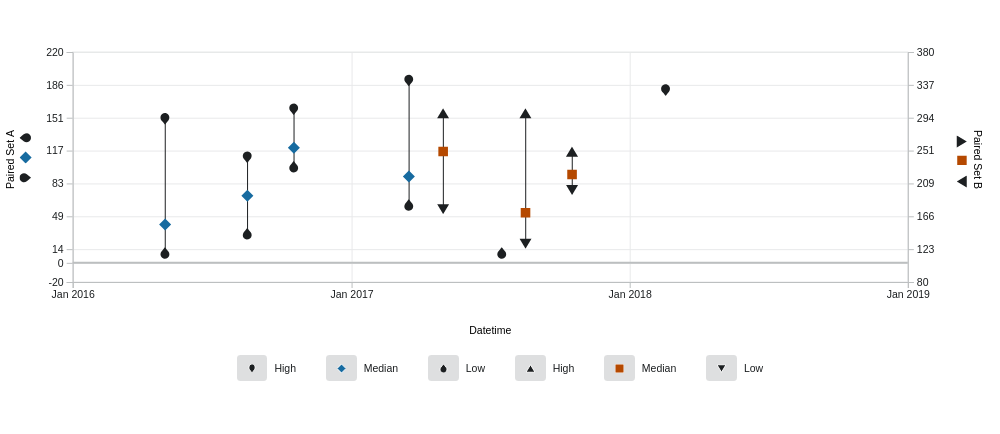 220
186
151
117
83
49
14
0
-20
380
337
294
251
209
166
123
80
Paired Set A
Paired Set B
Jan 2016
Jan 2017
Jan 2018
Jan 2019
Datetime
High
Median
Low
High
Median
Low